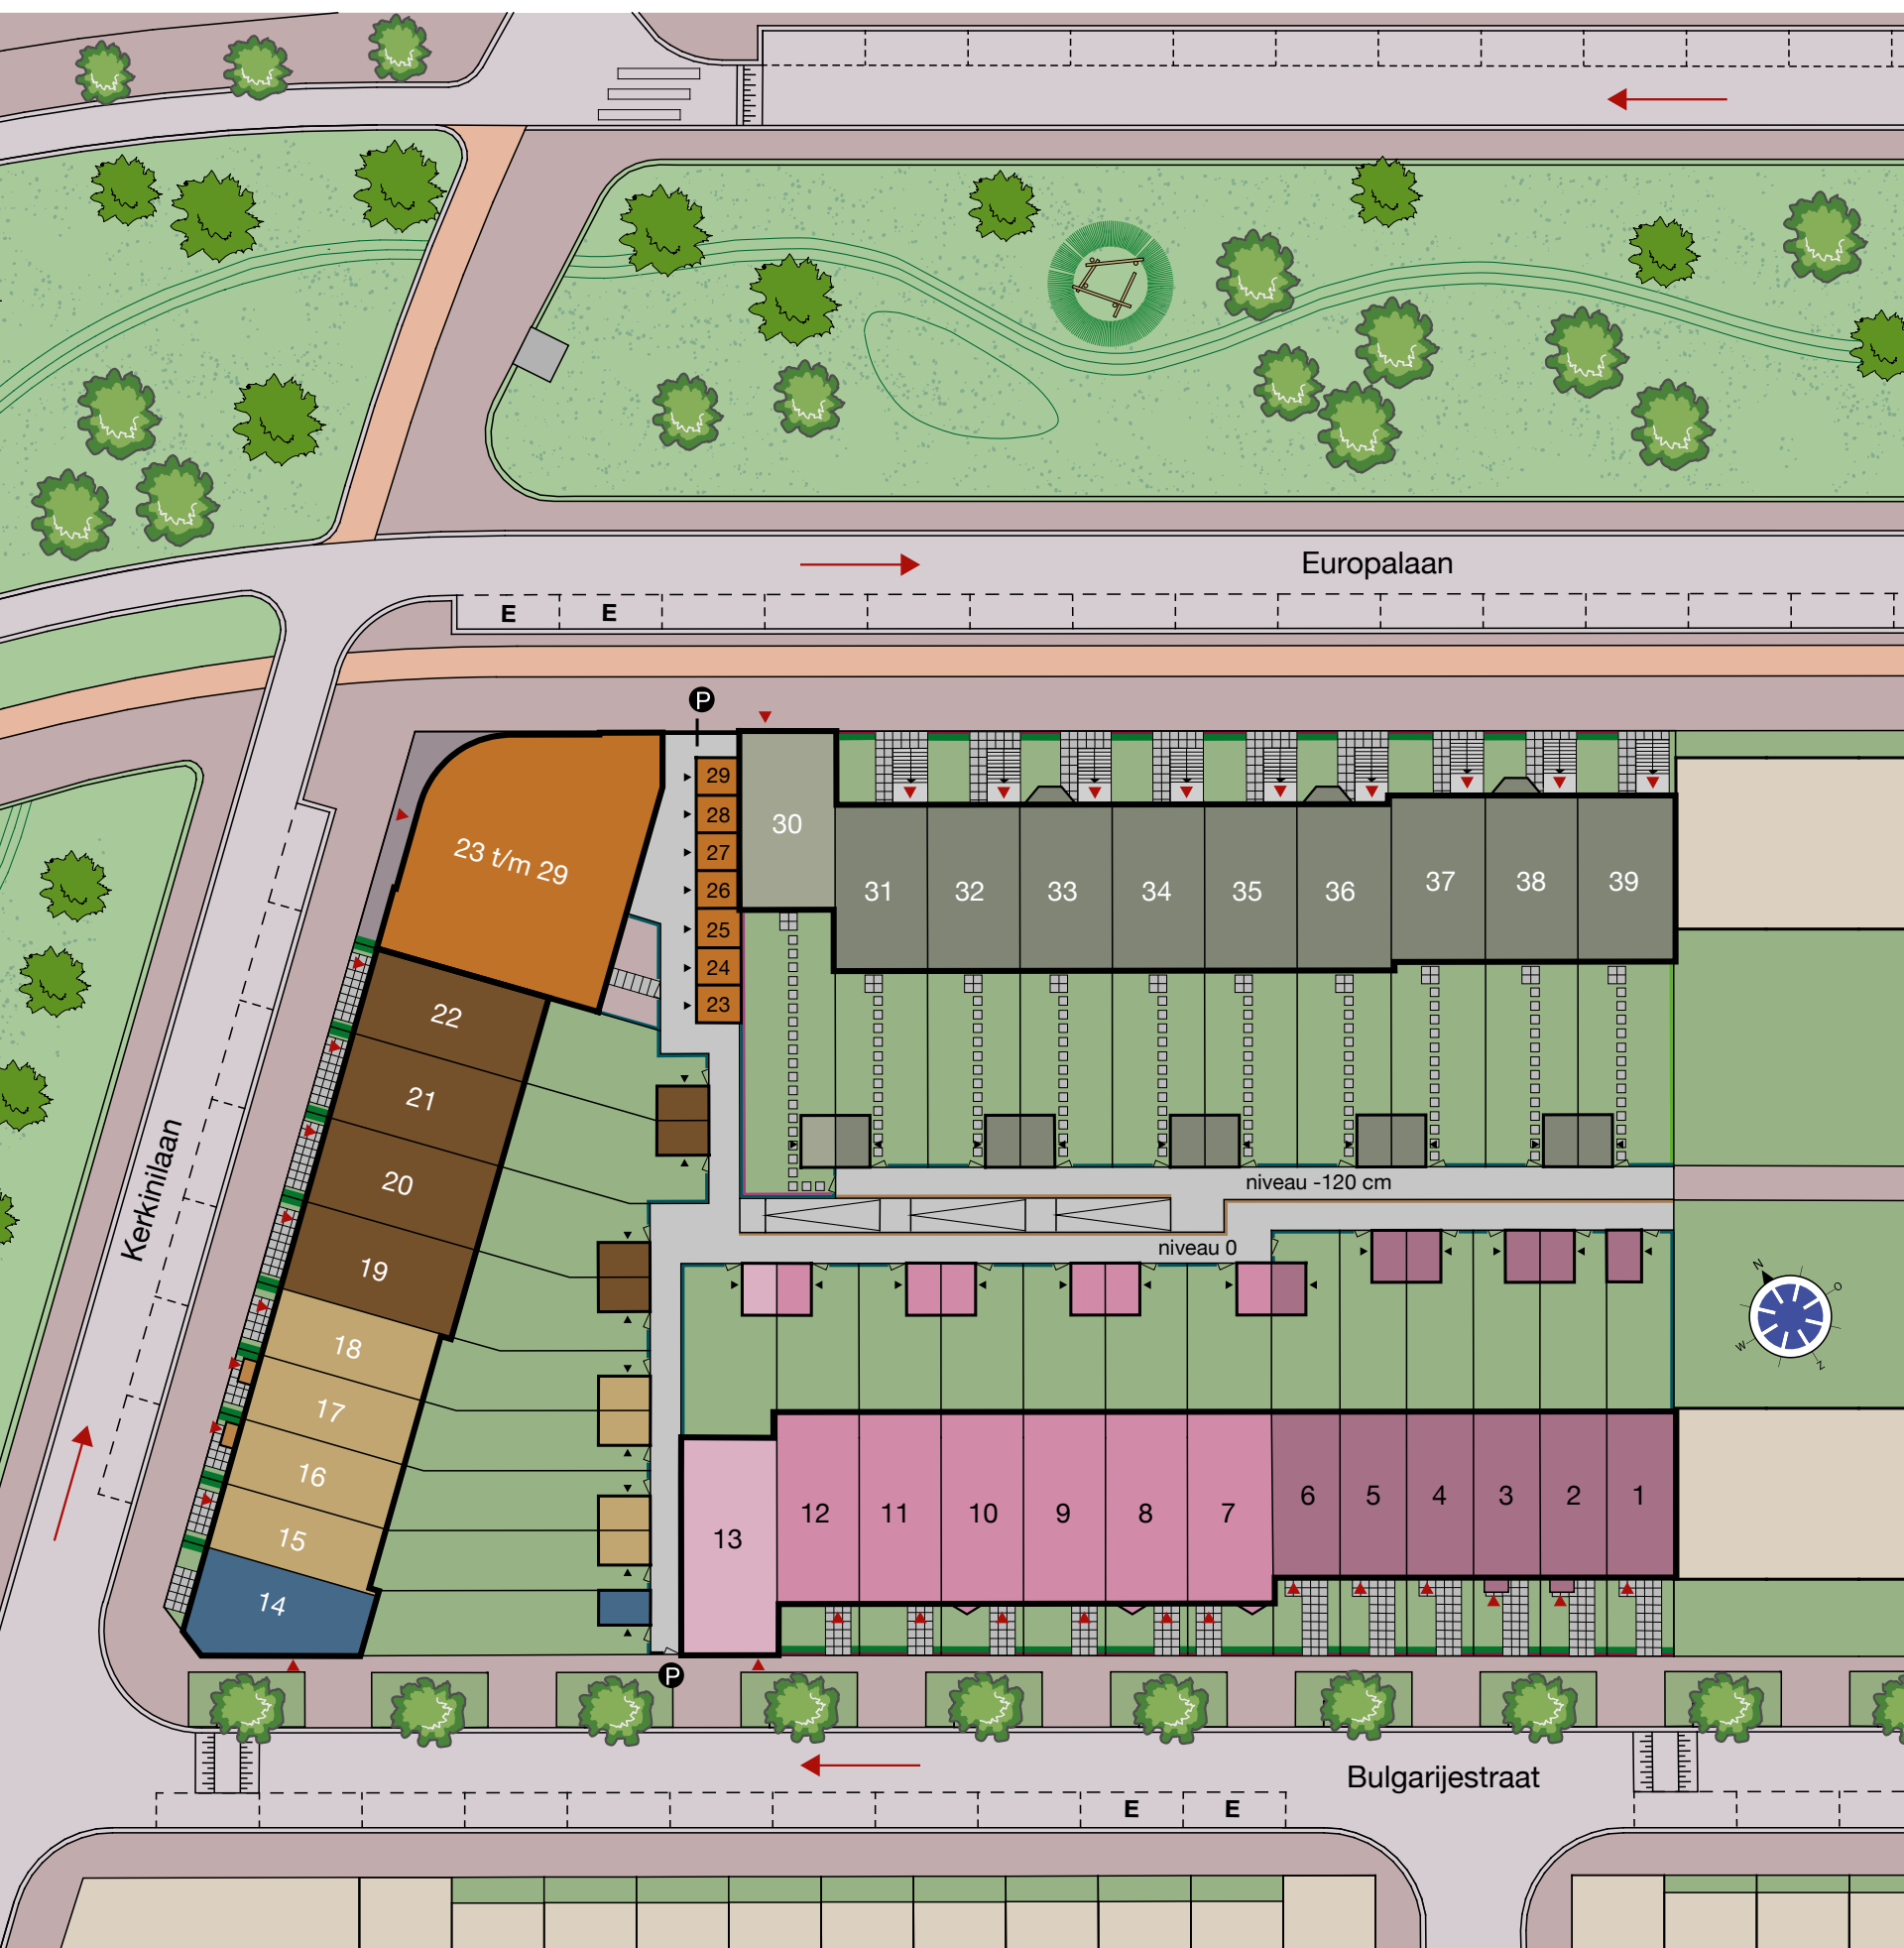 Europalaan
E E
P
23 t/m 29
29
28
27
26
25
24
23
30
31 32 33 34 35 36 37 38 39
22
21
20
19
18
17
16
15
14
Kerkinilaan
niveau -120 cm
niveau 0
N
O
W
Z
13 12 11 10 9 8 7 6 5 4 3 2 1
P
Bulgarijestraat
E E